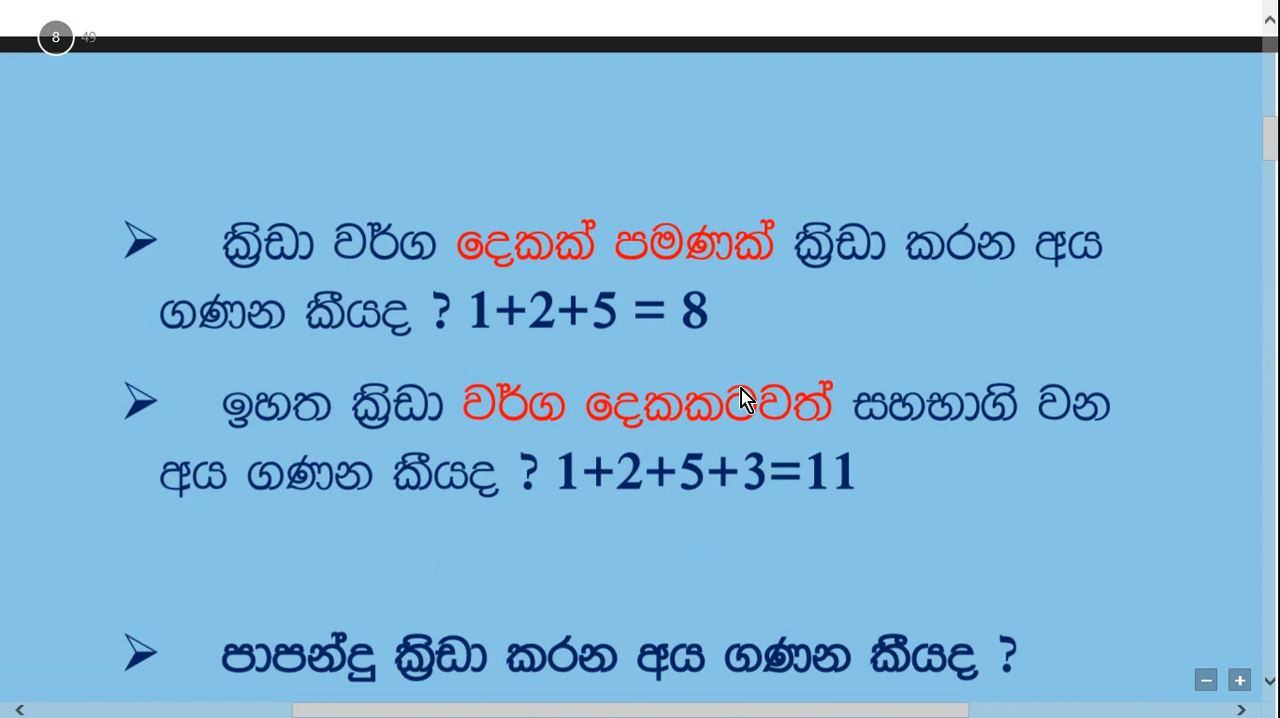 8 49
➢ ක්‍රිඩා වර්ග දෙකක් පමණක් ක්‍රිඩා කරන අය
ගණන කීයද ? 1+2+5 = 8
➢ ඉහත ක්‍රිඩා වර්ග දෙකකටවත් සහභාගි වන
අය ගණන කීයද ? 1+2+5+3=11
➢ පාපන්දු ක්‍රිඩා කරන අය ගණන කීයද ?